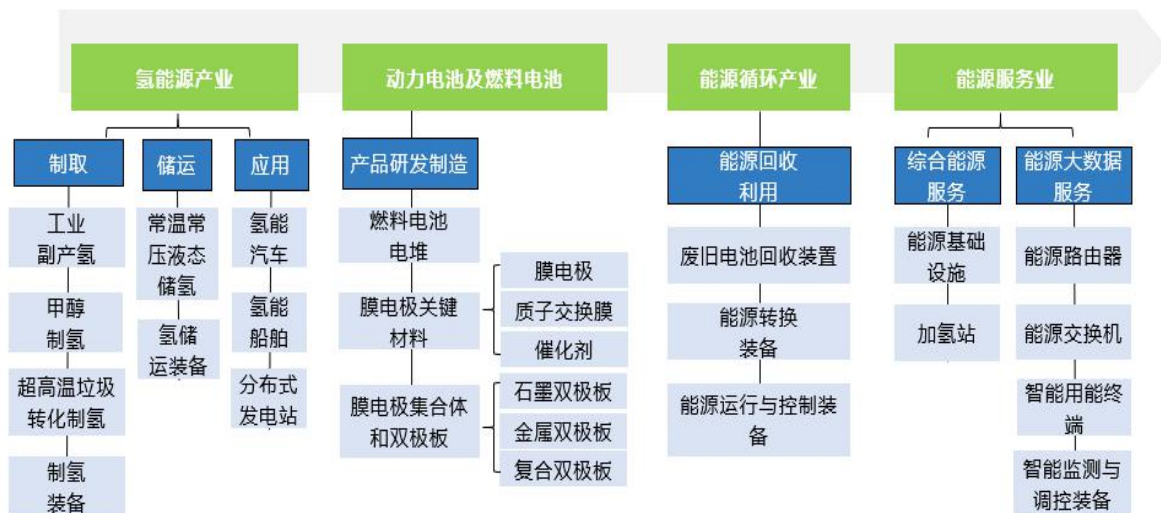 氢能源产业
动力电池及燃料电池
能源循环产业
能源服务业
制取
储运
应用
产品研发制造
能源回收
利用
综合能源
服务
能源大数据
服务
工业
副产氢
甲醇
制氢
超高温垃圾
转化制氢
制氢
装备
常温常
压液态
储氢
氢储
运装备
氢能
汽车
氢能
船舶
分布式
发电站
燃料电池
电堆
膜电极关键
材料
膜电极
质子交换膜
催化剂
膜电极集合体
和双极板
石墨双极板
金属双极板
复合双极板
废旧电池回收装置
能源转换
装备
能源运行与控制装
备
能源基础
设施
加氢站
能源路由器
能源交换机
智能用能终
端
智能监测与
调控装备